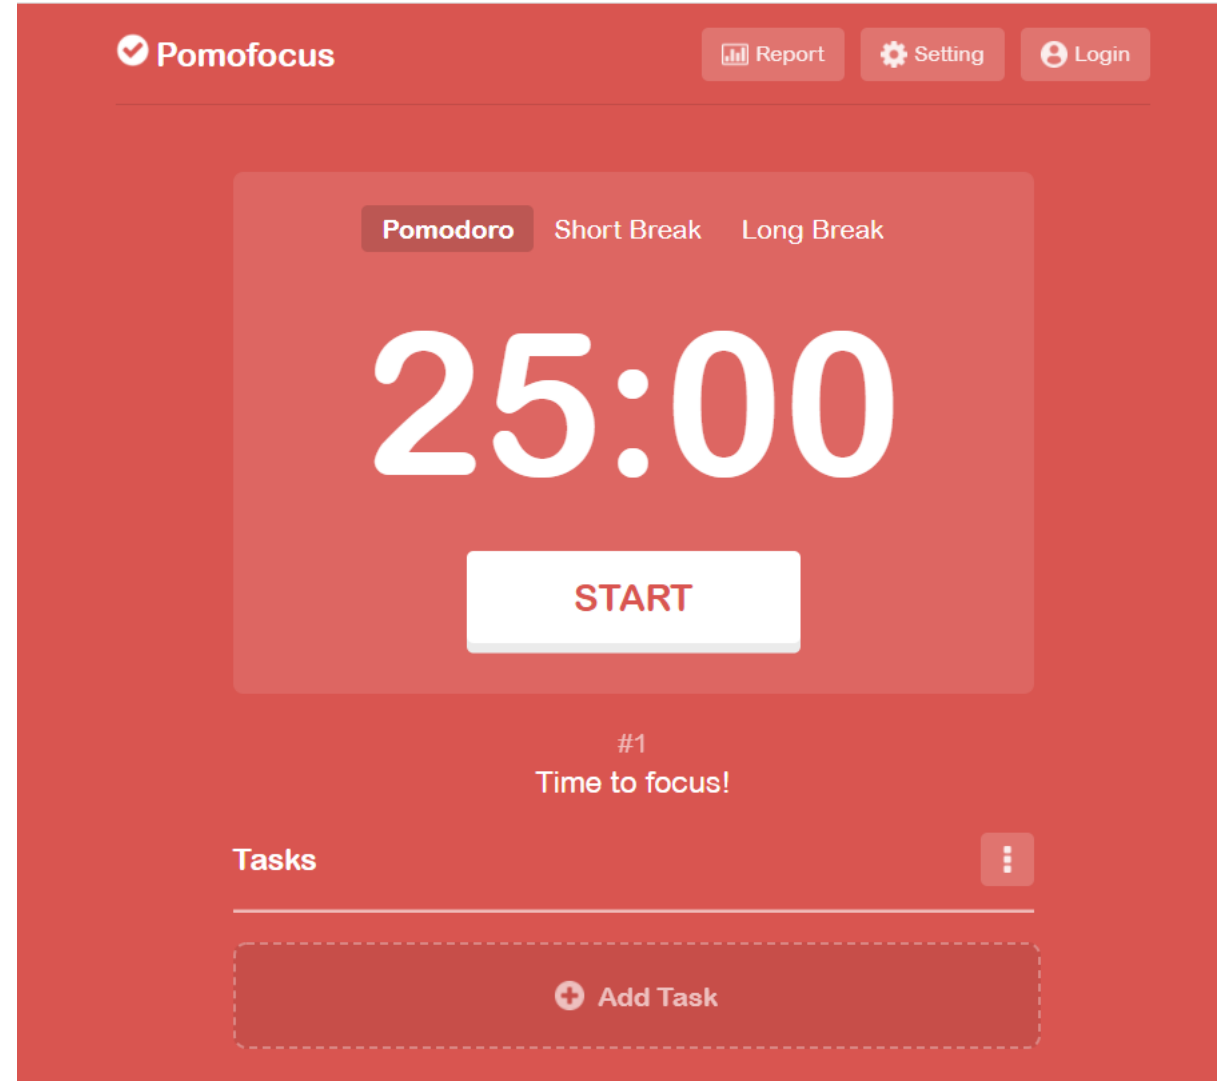 Pomofocus
Report Setting Login
Pomodoro Short Break Long Break
25:00
START
#1
Time to focus!
Tasks
Add Task